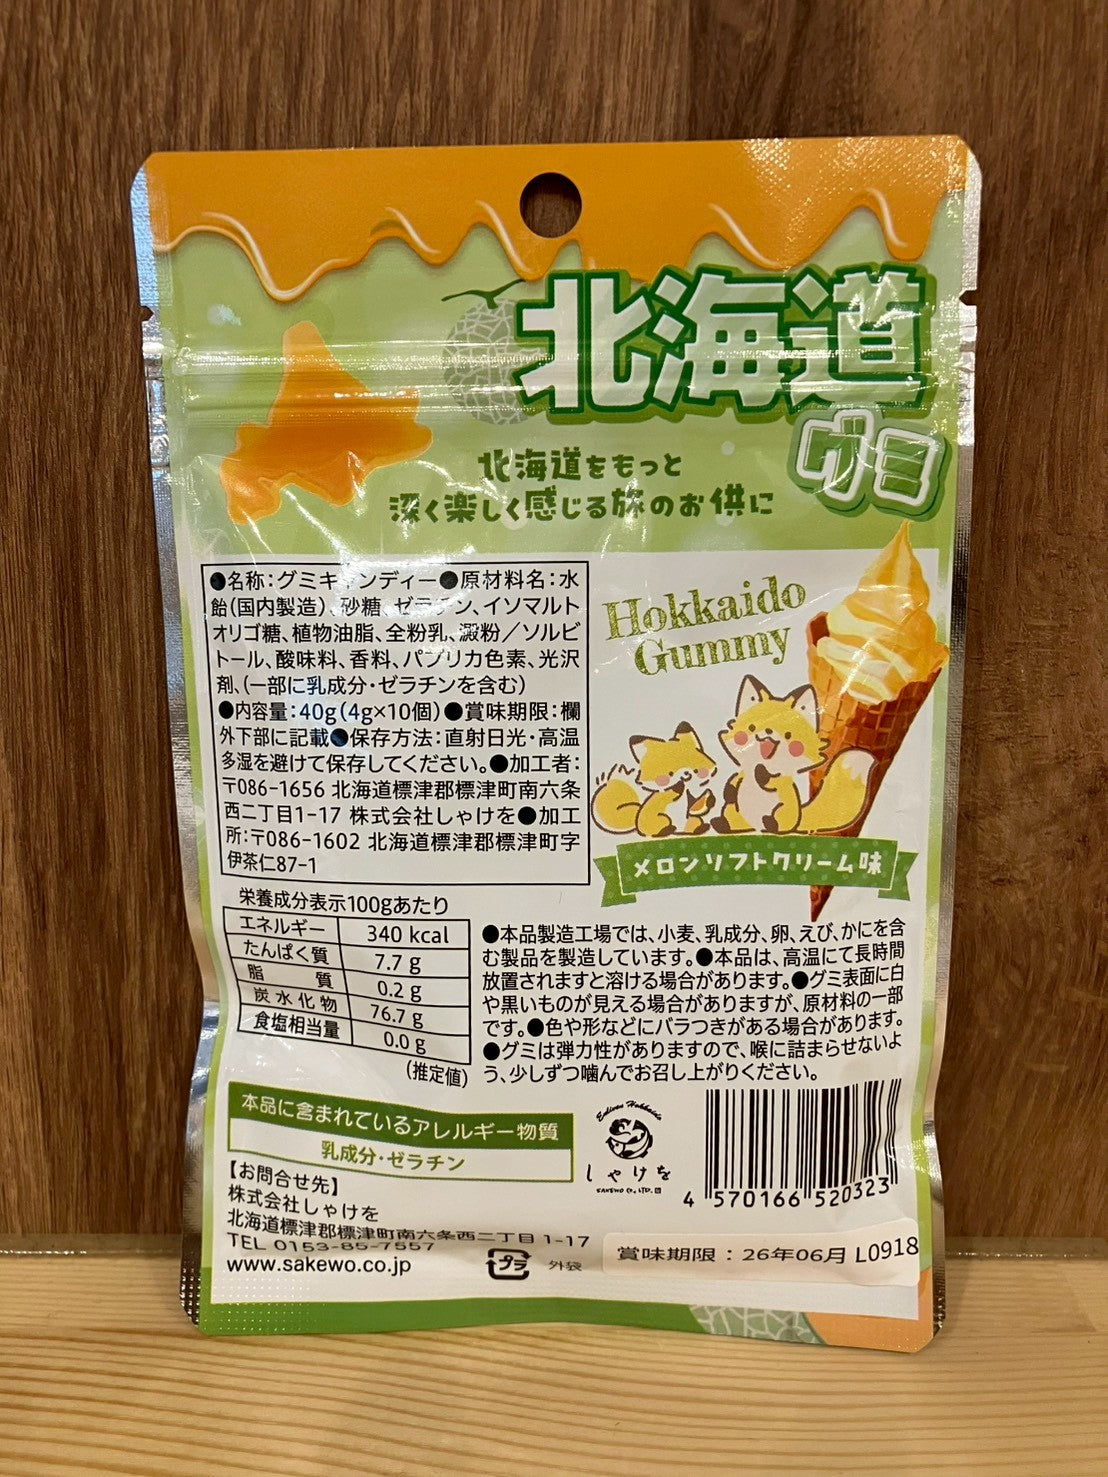 北海道
グミ
北海道をもっと
深く楽しく感じる旅のお供に
●名称:グミキャンディー●原材料名:水
飴(国内製造)、砂糖、ゼラチン、イソマルト
オリゴ糖、植物油脂、全粉乳、澱粉/ソルビ
トール、酸味料、香料、パプリカ色素、光沢
剤、(一部に乳成分・ゼラチンを含む)
●内容量:40g(4g×10個)●賞味期限:欄
外下部に記載●保存方法:直射日光・高温
多湿を避けて保存してください。●加工者:
〒086-1656 北海道標津郡標津町南六条
西二丁目1-17 株式会社しゃけを●加工
所:〒086-1602 北海道標津郡標津町字
伊茶仁87-1
Hokkaido
Gummy
メロンソフトクリーム味
栄養成分表示100gあたり
エネルギー 340 kcal
たんぱく質 7.7 g
脂質 0.2 g
炭水化物 76.7 g
食塩相当量 0.0 g
(推定値)
●本品製造工場では、小麦、乳成分、卵、えび、かにを含
む製品を製造しています。●本品は、高温にて長時間
放置されますと溶ける場合があります。●グミ表面に白
や黒いものが見える場合がありますが、原材料の一部
です。●色や形などにバラつきがある場合があります。
●グミは弾力性がありますので、喉に詰まらせないよ
う、少しずつ噛んでお召し上がりください。
本品に含まれているアレルギー物質
乳成分・ゼラチン
【お問合せ先】
株式会社しゃけを
北海道標津郡標津町南六条西二丁目 1-17
TEL 0153-85-7557
www.sakewo.co.jp
プラ
外袋
しゃけを
SAKEWO Co., LTD.
4 570166 520323
賞味期限:26年06月 L0918